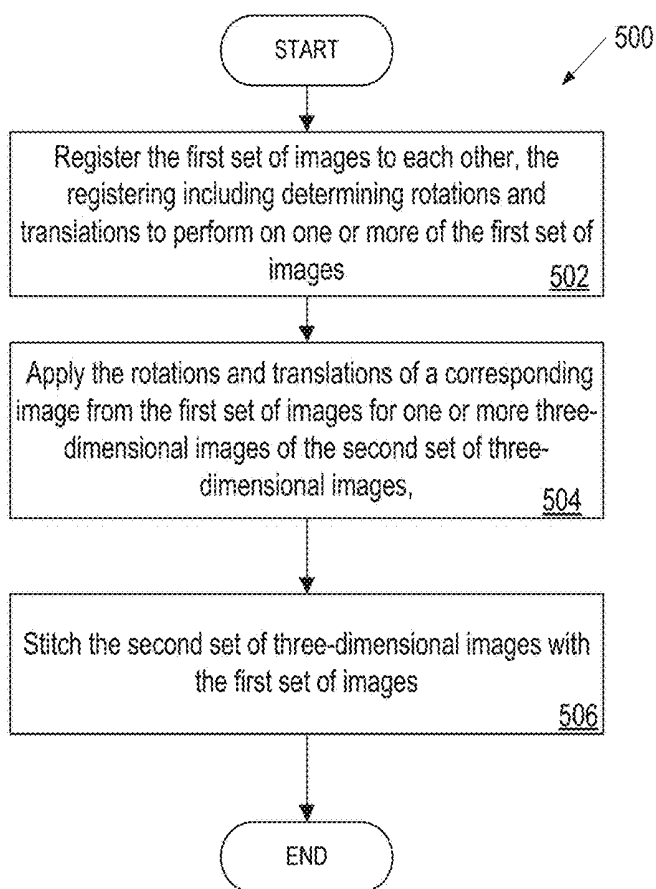 START
500
Register the first set of images to each other, the
registering including determining rotations and
translations to perform on one or more of the first set of
images
502
Apply the rotations and translations of a corresponding
image from the first set of images for one or more three-
dimensional images of the second set of three-
dimensional images,
504
Stitch the second set of three-dimensional images with
the first set of images
506
END